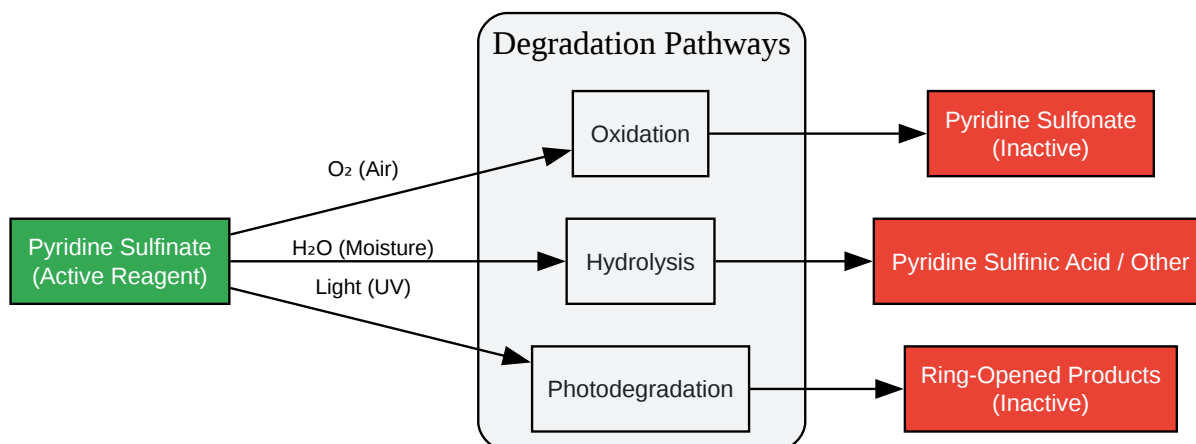 Degradation Pathways
Oxidation
Pyridine Sulfonate
(Inactive)
O₂ (Air)
Pyridine Sulfinate
(Active Reagent)
H₂O (Moisture)
Hydrolysis
Pyridine Sulfinic Acid / Other
Light (UV)
Photodegradation
Ring-Opened Products
(Inactive)